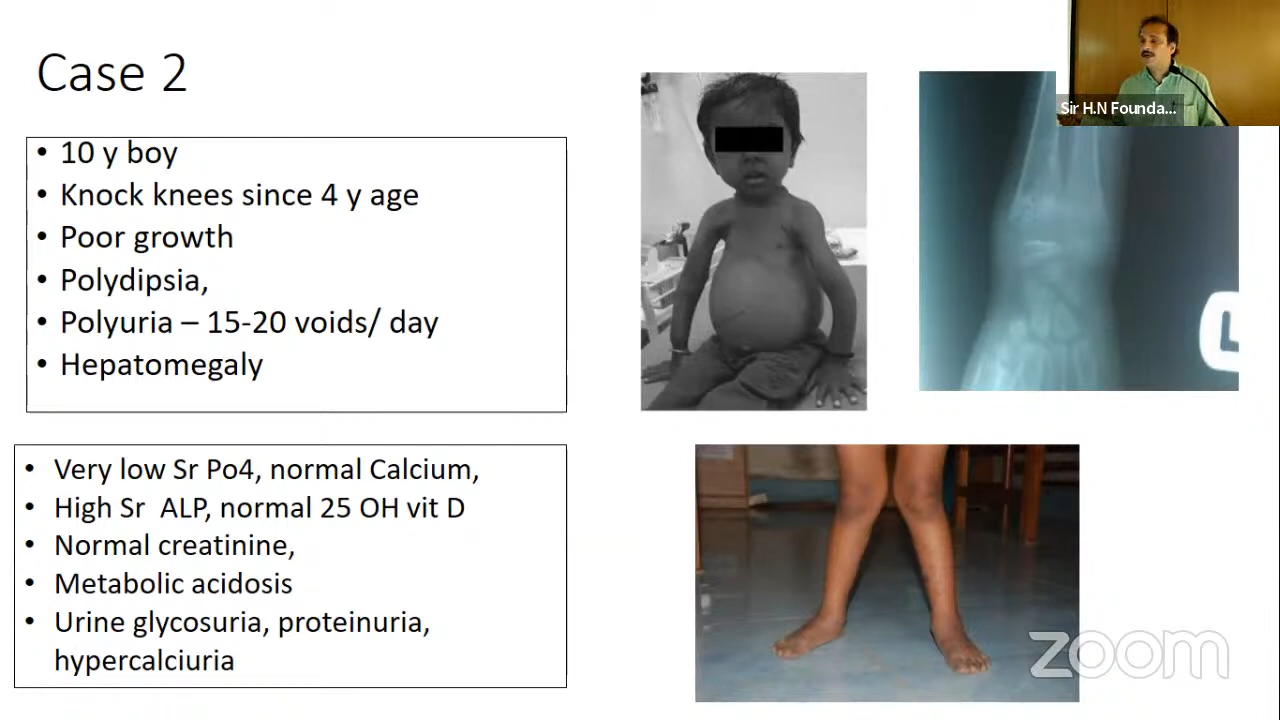 Case 2
• 10 y boy
• Knock knees since 4 y age
• Poor growth
• Polydipsia,
• Polyuria – 15-20 voids/ day
• Hepatomegaly
• Very low Sr Po4, normal Calcium,
• High Sr  ALP, normal 25 OH vit D
• Normal creatinine,
• Metabolic acidosis
• Urine glycosuria, proteinuria,
hypercalciuria
Sir H.N Founda...
L
zoom